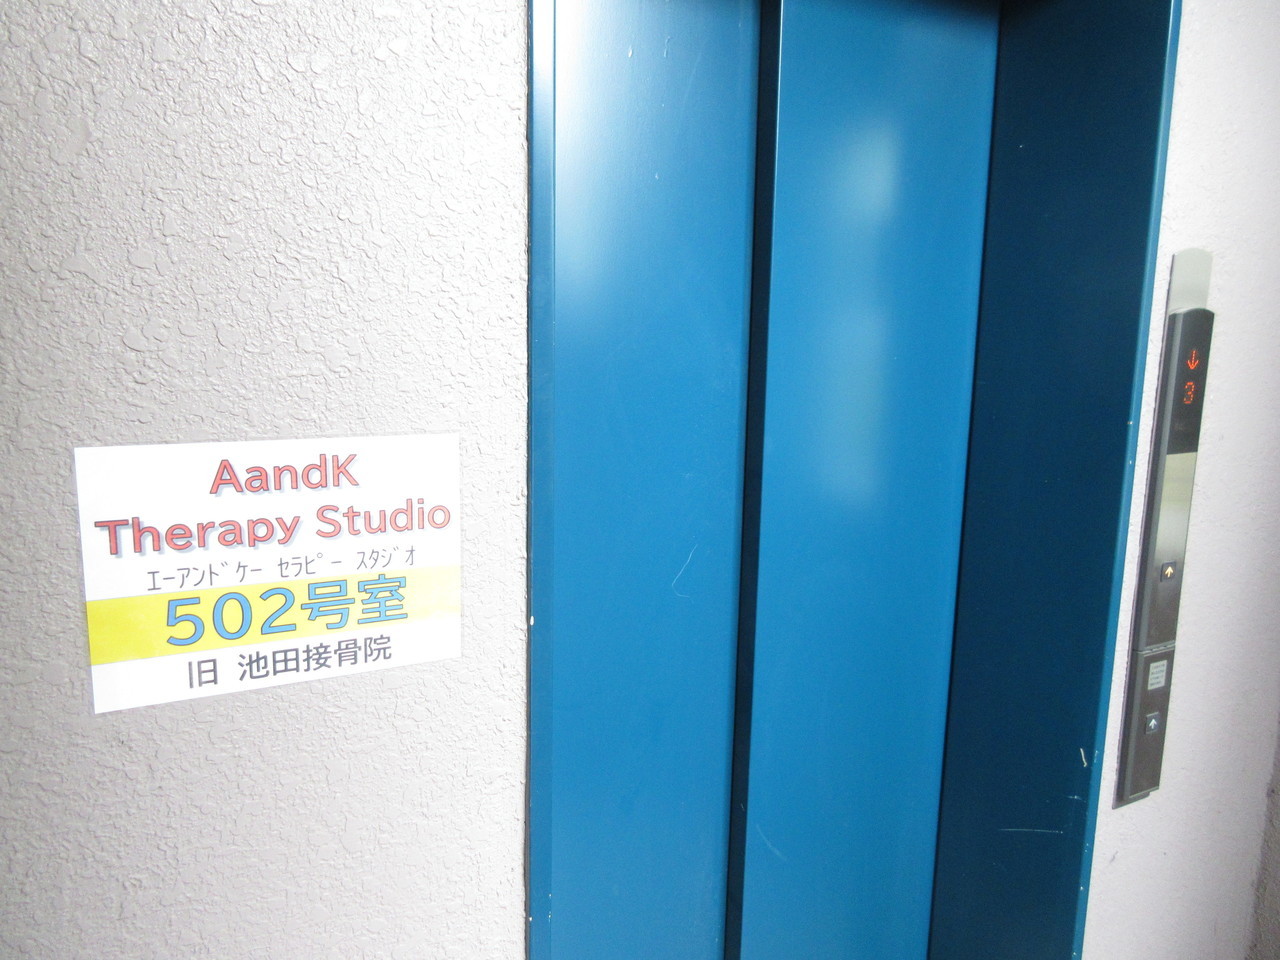 AandK
Therapy Studio
ｴｰｱﾝﾄﾞｹｰ ｾﾗﾋﾟｰ ｽﾀｼﾞｵ
502号室
旧 池田接骨院
↓
3